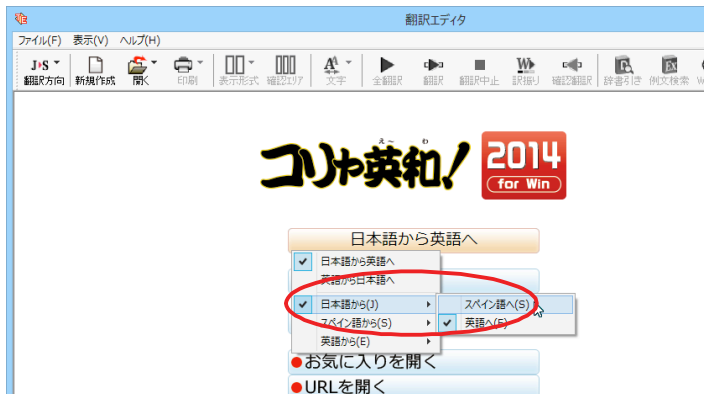 翻訳エディタ
ファイル(F) 表示(V) ヘルプ(H)
J▸S
翻訳方向 新規作成 開く 印刷 表示形式 確認エリア 文字 全翻訳 翻訳 翻訳中止 訳振り 確認翻訳 辞書引き 例文検索
えーわ
コリャ英和!
2014
for Win
日本語から英語へ
日本語から英語へ
英語から日本語へ
日本語から(J) スペイン語へ(S)
スペイン語から(S) 英語へ(E)
英語から(E)
お気に入りを開く
URLを開く